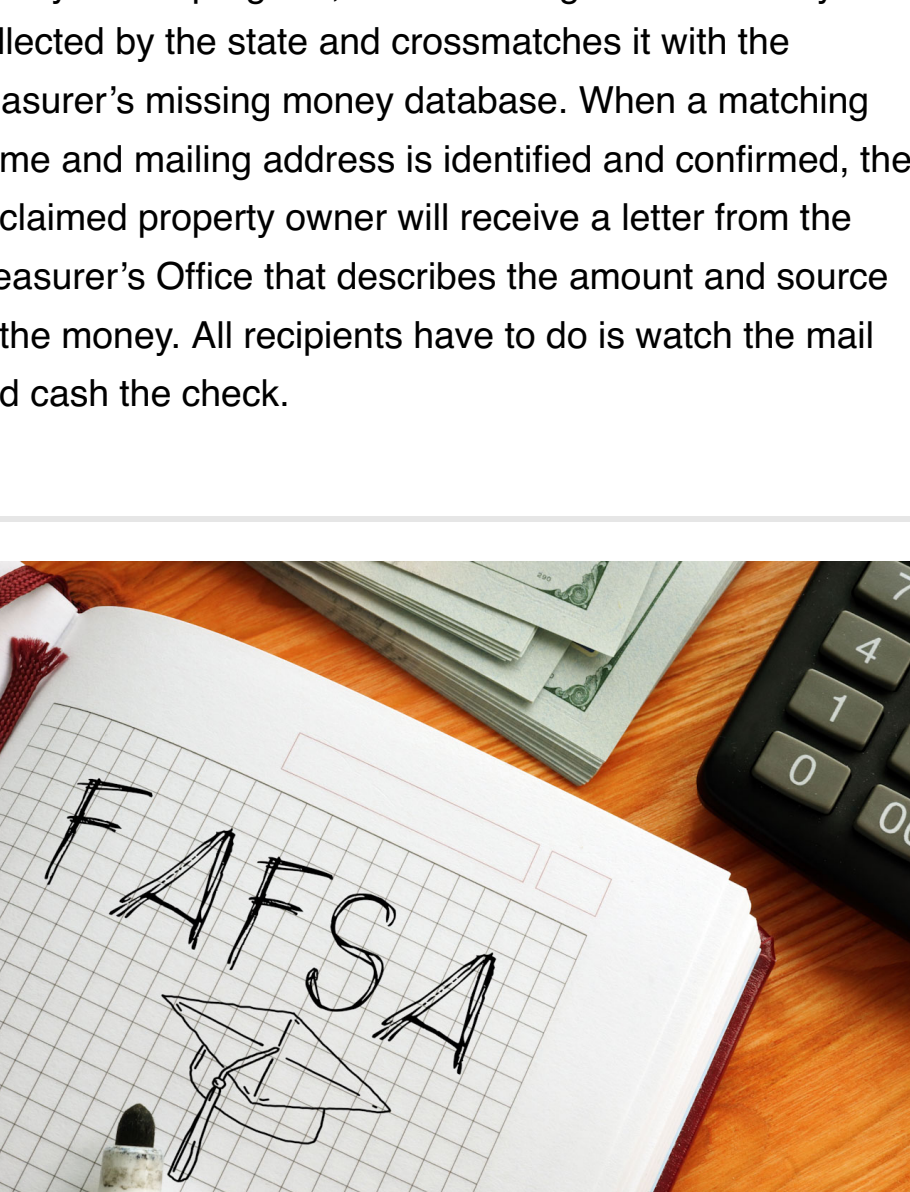 llected by the state and crossmatches it with the
asurer's missing money database. When a matching
me and mailing address is identified and confirmed, the
claimed property owner will receive a letter from the
easurer's Office that describes the amount and source
the money. All recipients have to do is watch the mail
d cash the check.
390
7
4
1
0
00
FAFSA